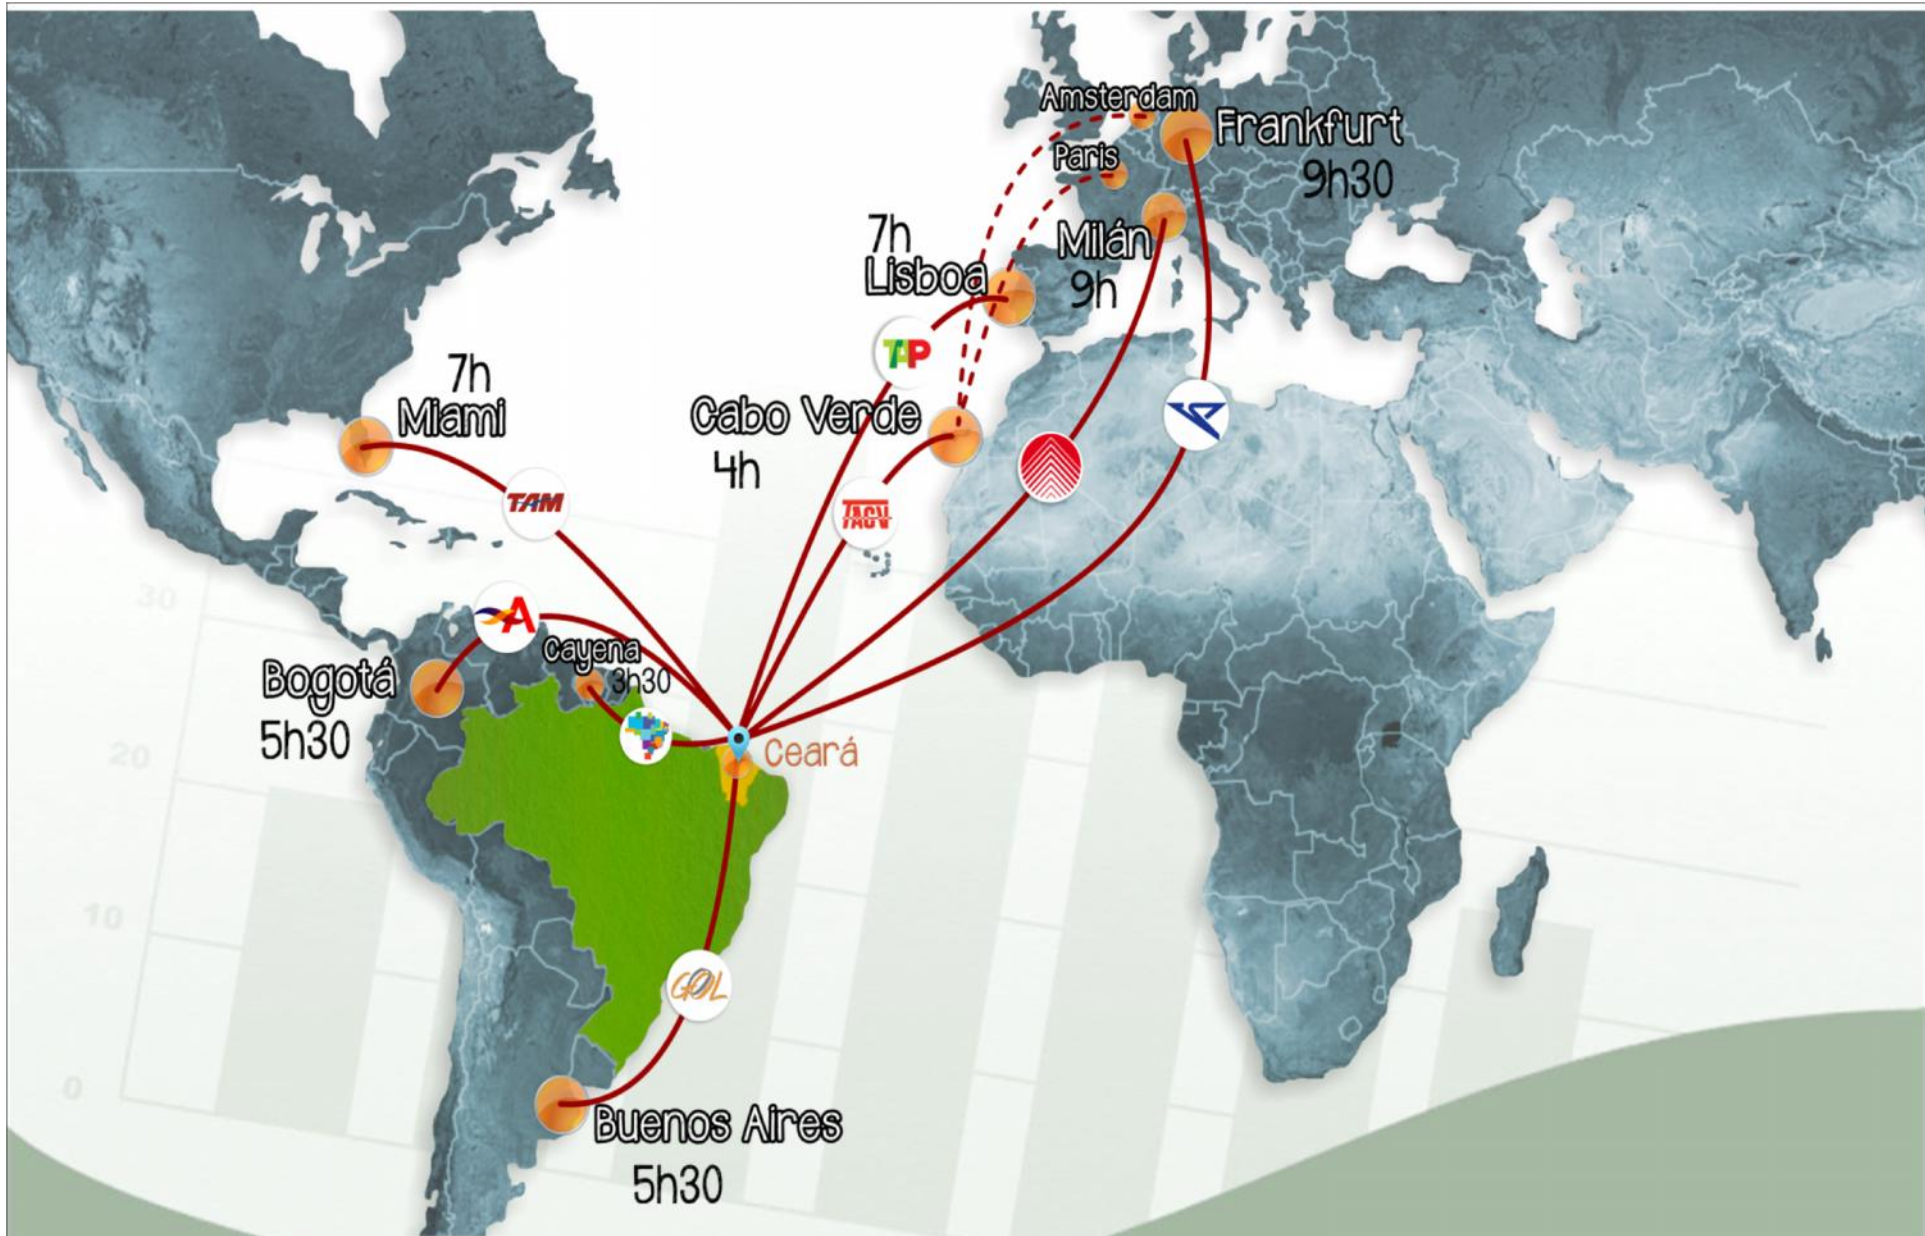 Amsterdam
Frankfurt
9h30
Paris
7h
Lisboa
Milán
9h
TAP
7h
Miami
Cabo Verde
4h
TAM
TACV
30
A
Cayena
3h30
Bogotá
5h30
Ceará
20
10
GOL
0
Buenos Aires
5h30